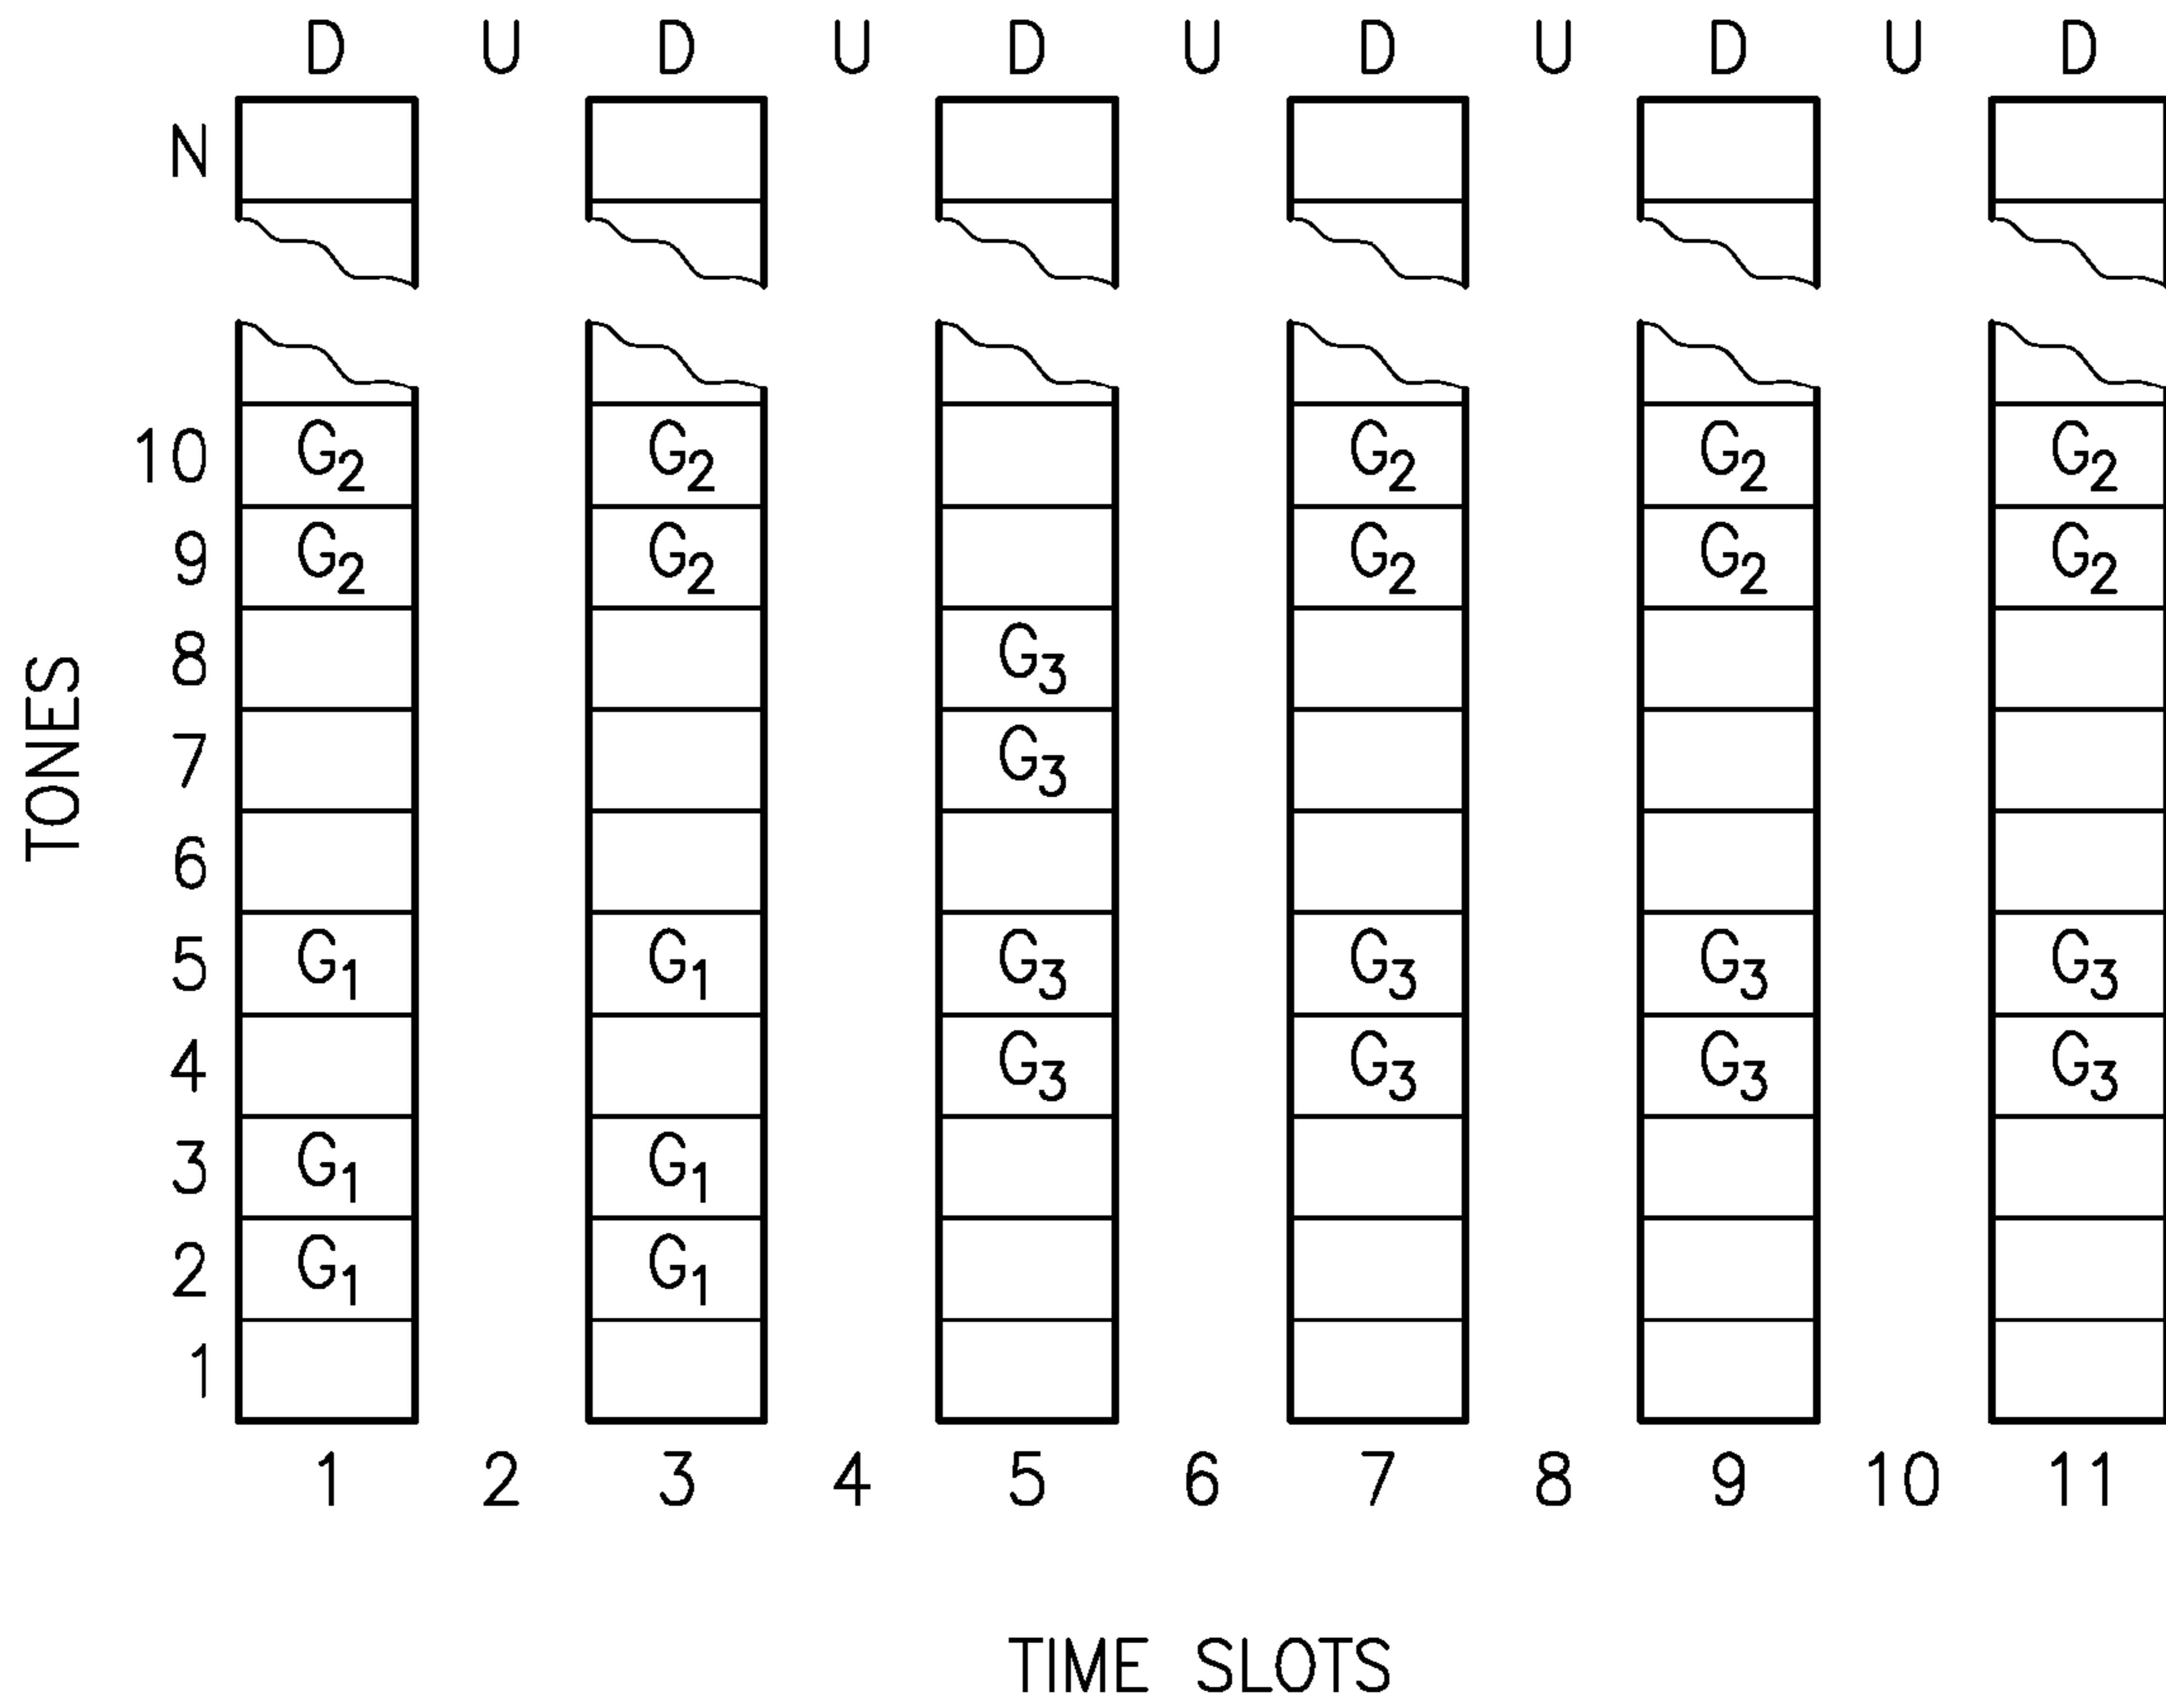 D U D U D U D U D U D
N
10 G2 G2 G2 G2 G2
9 G2 G2 G2 G2 G2
8 G3
7 G3
6
5 G1 G1 G3 G3 G3 G3
4 G3 G3 G3 G3
3 G1 G1
2 G1 G1
1
1 2 3 4 5 6 7 8 9 10 11
TONES
TIME SLOTS